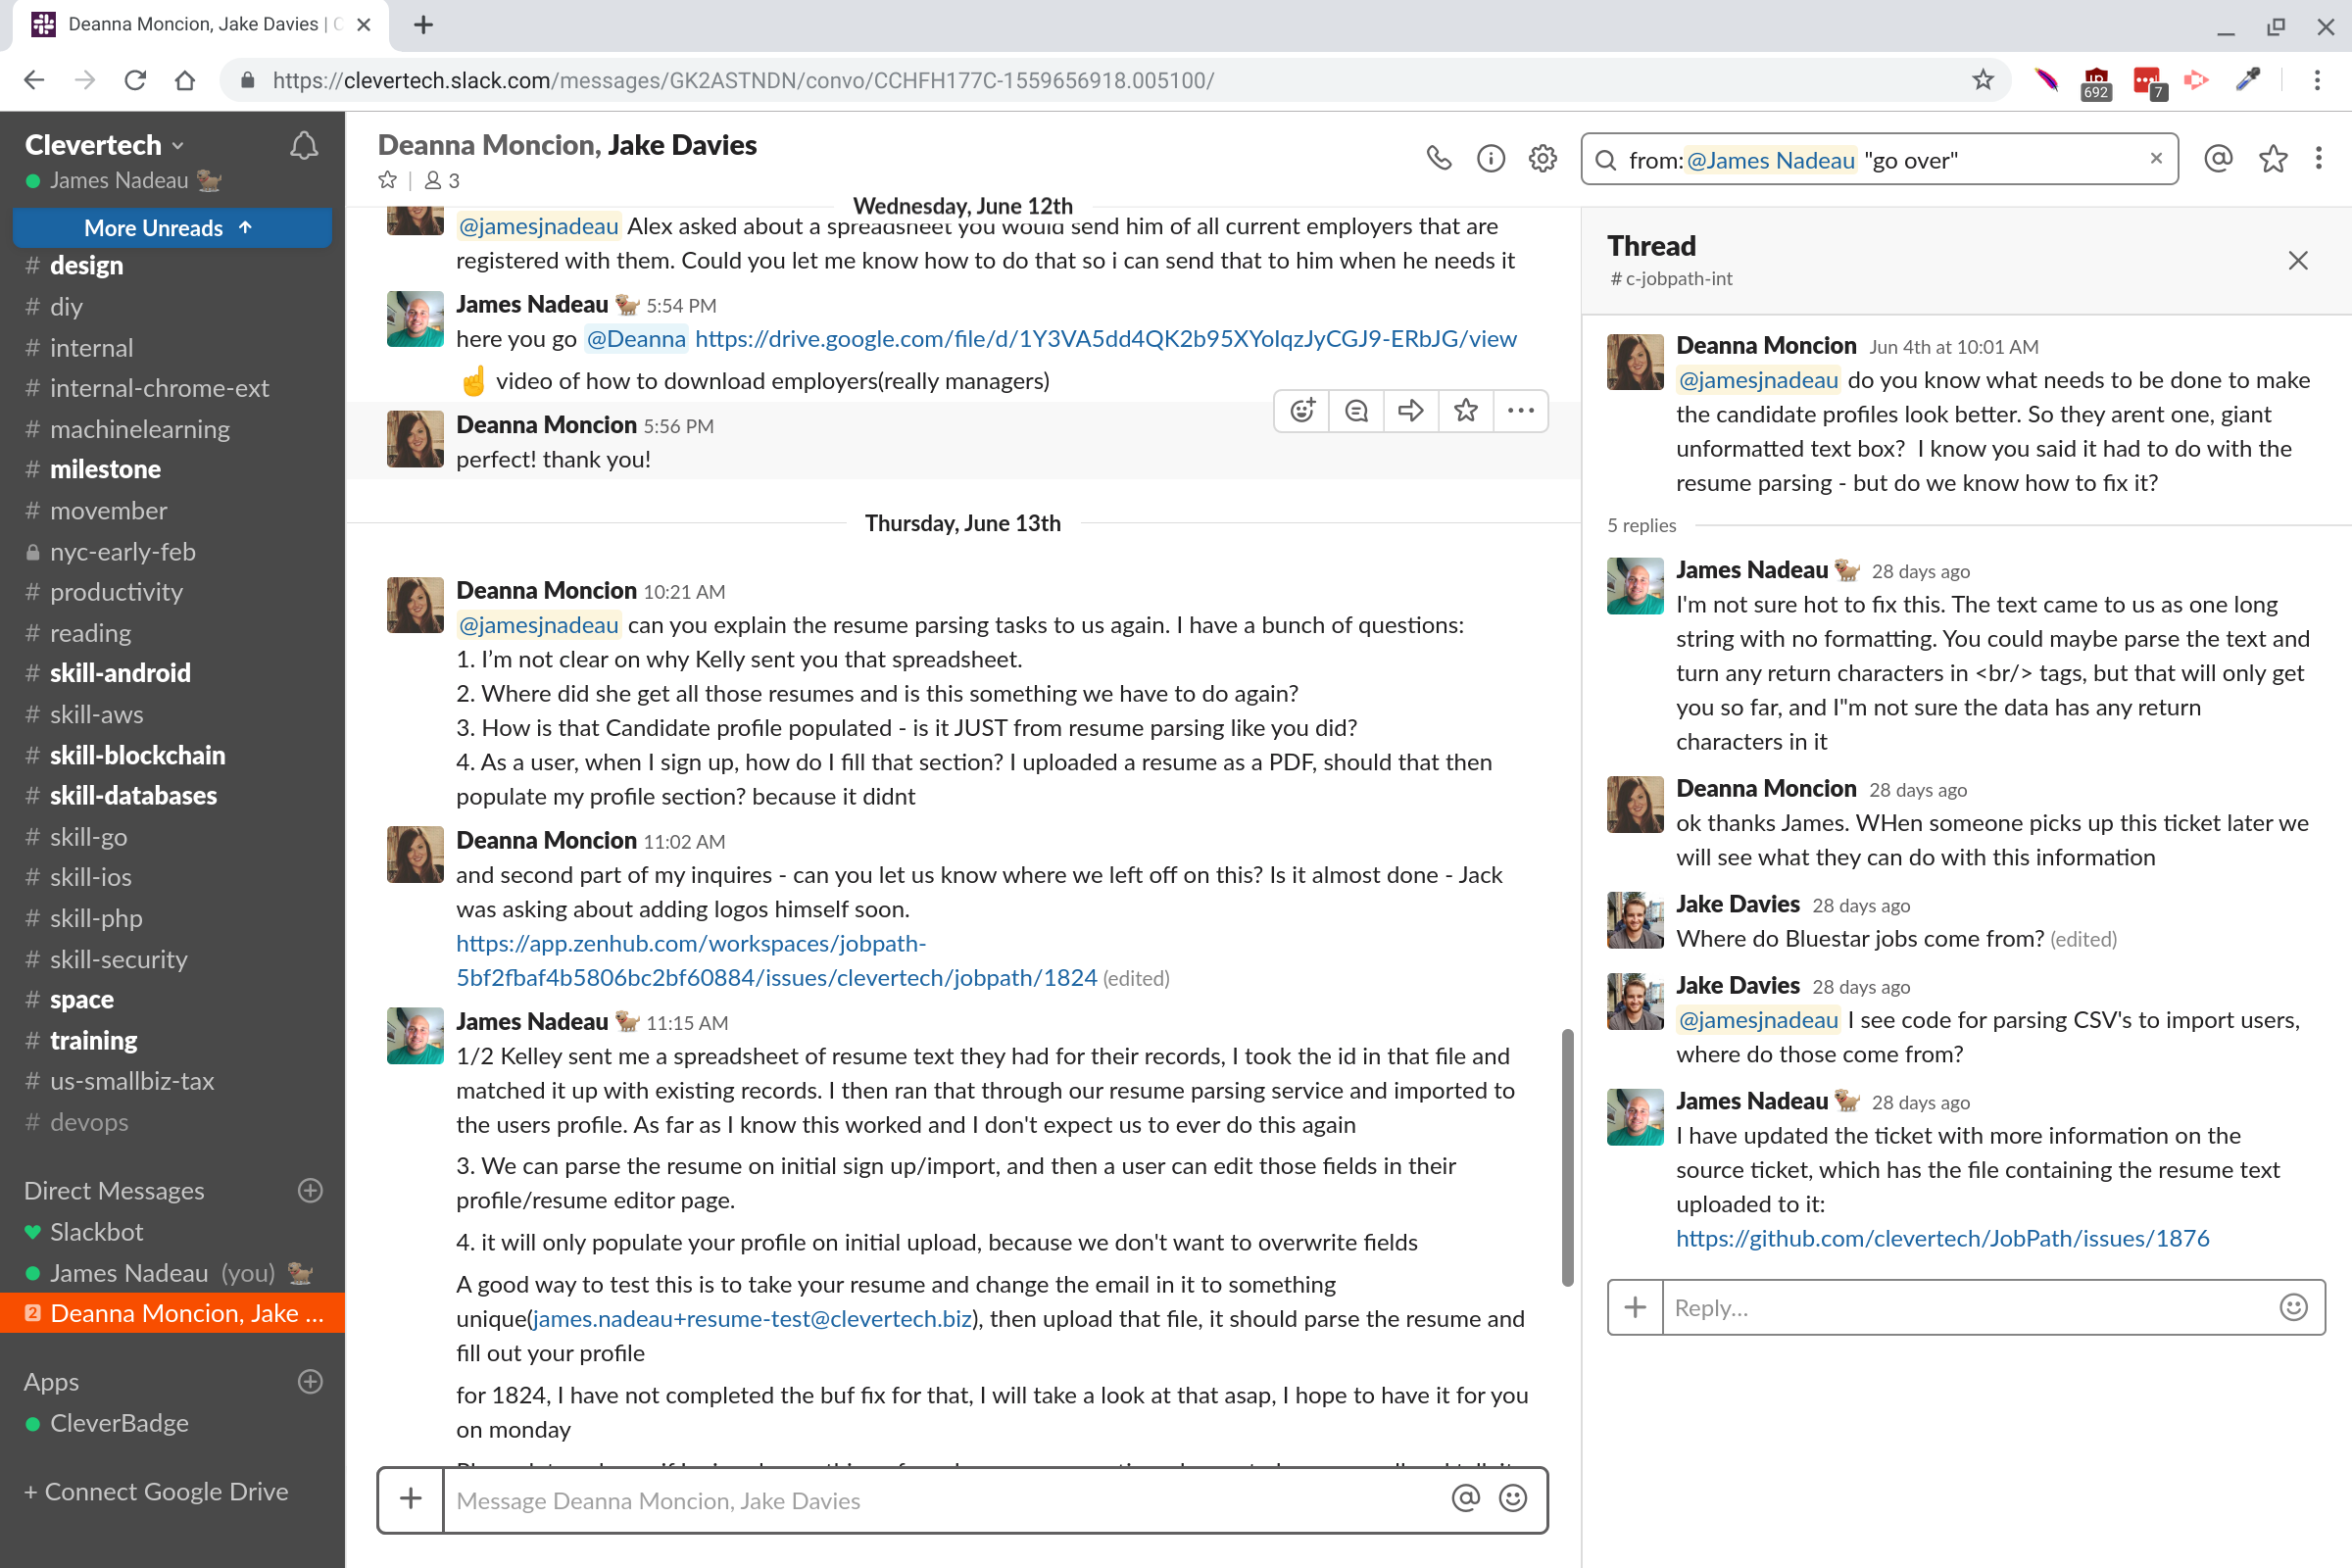 Deanna Moncion, Jake Davies |
https://clevertech.slack.com/messages/GK2ASTNDN/convo/CCHFH177C-1559656918.005100/
692
7
Clevertech
James Nadeau
More Unreads ↑
# design
# diy
# internal
# internal-chrome-ext
# machinelearning
# milestone
# movember
nyc-early-feb
# productivity
# reading
# skill-android
# skill-aws
# skill-blockchain
# skill-databases
# skill-go
# skill-ios
# skill-php
# skill-security
# space
# training
# us-smallbiz-tax
# devops
Direct Messages
Slackbot
James Nadeau (you)
2 Deanna Moncion, Jake ...
Apps
CleverBadge
+ Connect Google Drive
Deanna Moncion, Jake Davies
3
from:@James Nadeau "go over"
Wednesday, June 12th
@jamesjnadeau Alex asked about a spreadsheet you would send him of all current employers that are
registered with them. Could you let me know how to do that so i can send that to him when he needs it
James Nadeau 5:54 PM
here you go @Deanna https://drive.google.com/file/d/1Y3VA5dd4QK2b95XYoIqzJyCGJ9-ERbJG/view
☝ video of how to download employers(really managers)
Deanna Moncion 5:56 PM
perfect! thank you!
Thursday, June 13th
Deanna Moncion 10:21 AM
@jamesjnadeau can you explain the resume parsing tasks to us again. I have a bunch of questions:
1. I'm not clear on why Kelly sent you that spreadsheet.
2. Where did she get all those resumes and is this something we have to do again?
3. How is that Candidate profile populated - is it JUST from resume parsing like you did?
4. As a user, when I sign up, how do I fill that section? I uploaded a resume as a PDF, should that then
populate my profile section? because it didnt
Deanna Moncion 11:02 AM
and second part of my inquires - can you let us know where we left off on this? Is it almost done - Jack
was asking about adding logos himself soon.
https://app.zenhub.com/workspaces/jobpath-
5bf2fbaf4b5806bc2bf60884/issues/clevertech/jobpath/1824 (edited)
James Nadeau 11:15 AM
1/2 Kelley sent me a spreadsheet of resume text they had for their records, I took the id in that file and
matched it up with existing records. I then ran that through our resume parsing service and imported to
the users profile. As far as I know this worked and I don't expect us to ever do this again
3. We can parse the resume on initial sign up/import, and then a user can edit those fields in their
profile/resume editor page.
4. it will only populate your profile on initial upload, because we don't want to overwrite fields
A good way to test this is to take your resume and change the email in it to something
unique(james.nadeau+resume-test@clevertech.biz), then upload that file, it should parse the resume and
fill out your profile
for 1824, I have not completed the buf fix for that, I will take a look at that asap, I hope to have it for you
on monday
Message Deanna Moncion, Jake Davies
Thread
# c-jobpath-int
Deanna Moncion Jun 4th at 10:01 AM
@jamesjnadeau do you know what needs to be done to make
the candidate profiles look better. So they arent one, giant
unformatted text box? I know you said it had to do with the
resume parsing - but do we know how to fix it?
5 replies
James Nadeau 28 days ago
I'm not sure hot to fix this. The text came to us as one long
string with no formatting. You could maybe parse the text and
turn any return characters in <br/> tags, but that will only get
you so far, and I"m not sure the data has any return
characters in it
Deanna Moncion 28 days ago
ok thanks James. WHen someone picks up this ticket later we
will see what they can do with this information
Jake Davies 28 days ago
Where do Bluestar jobs come from? (edited)
Jake Davies 28 days ago
@jamesjnadeau I see code for parsing CSV's to import users,
where do those come from?
James Nadeau 28 days ago
I have updated the ticket with more information on the
source ticket, which has the file containing the resume text
uploaded to it:
https://github.com/clevertech/JobPath/issues/1876
Reply...